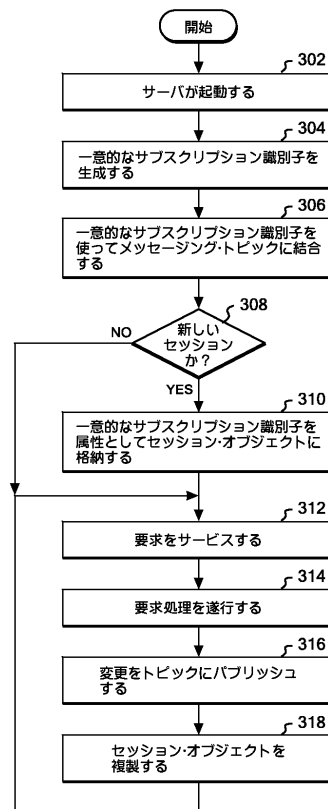 開始
302
サーバが起動する
304
一意的なサブスクリプション識別子を
生成する
306
一意的なサブスクリプション識別子を
使ってメッセージング・トピックに結合
する
308
新しい
セッション
か？
NO
YES
310
一意的なサブスクリプション識別子を
属性としてセッション・オブジェクトに
格納する
312
要求をサービスする
314
要求処理を遂行する
316
変更をトピックにパブリッシュ
する
318
セッション・オブジェクトを
複製する